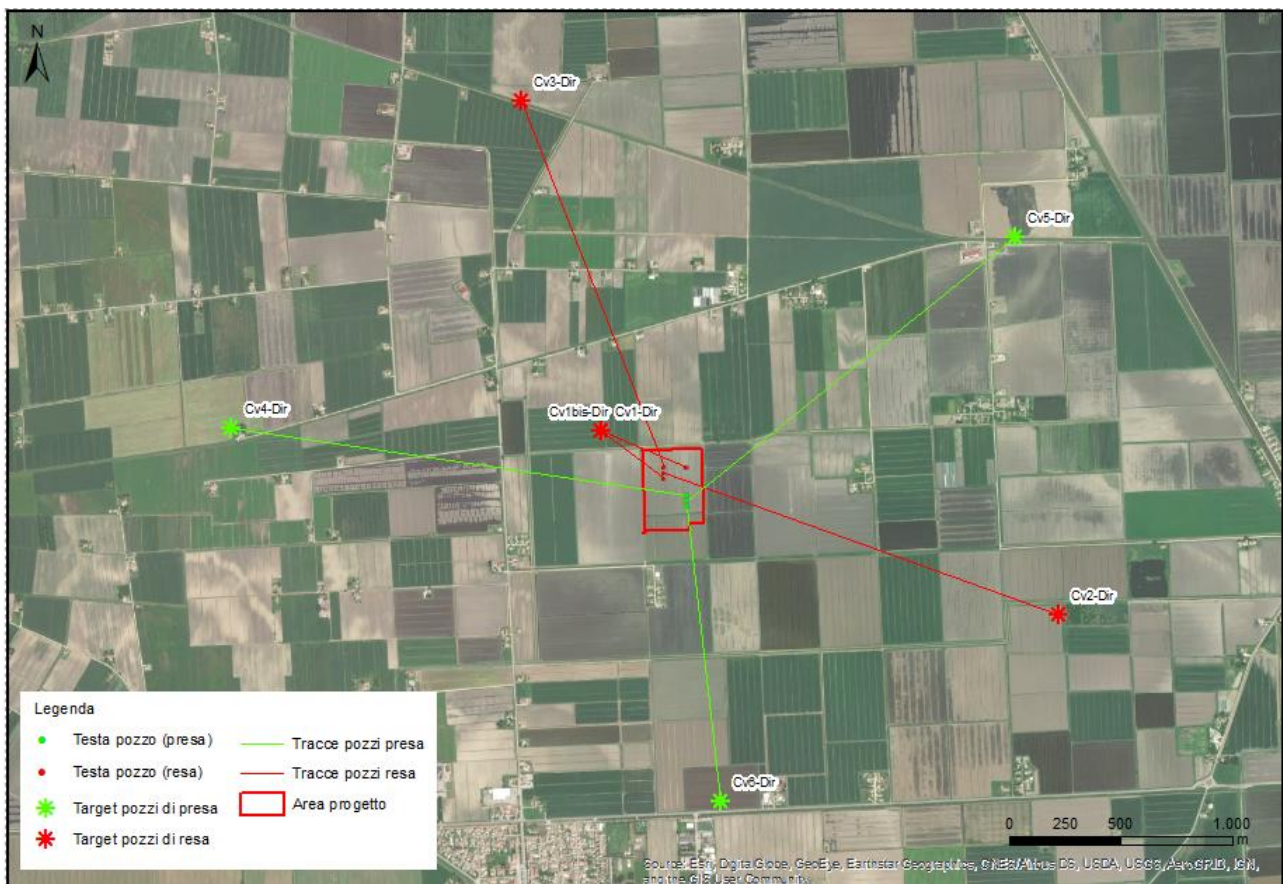 N
Cv3-Dir
Cv5-Dir
Cv4-Dir
Cv1bis-Dir Cv1-Dir
Cv2-Dir
Cv6-Dir
Legenda
Testa pozzo (presa)
Testa pozzo (resa)
Target pozzi di presa
Target pozzi di resa
Tracce pozzi presa
Tracce pozzi resa
Area progetto
0 250 500 1.000
m
Source: Esri, DigitalGlobe, GeoEye, Earthstar Geographics, CNES/Airbus DS, USDA, USGS, AeroGRID, IGN,
and the GIS User Community